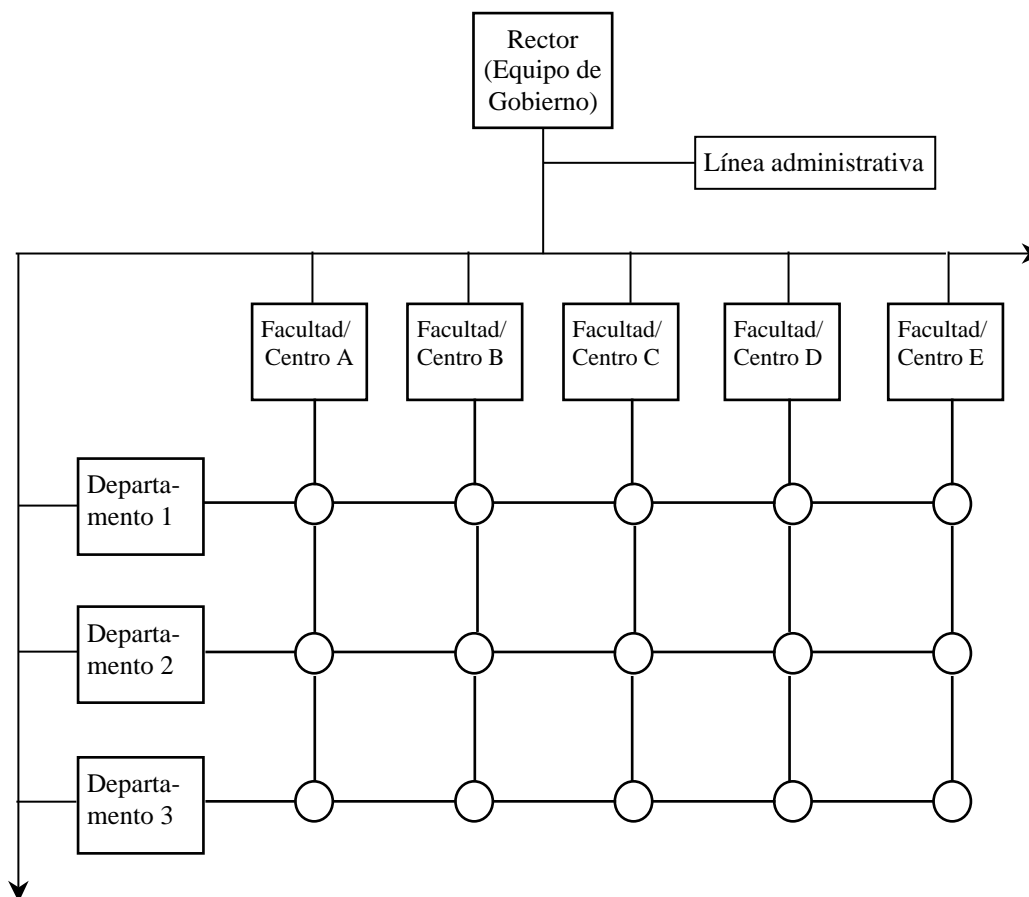 Rector
(Equipo de
Gobierno)
Línea administrativa
Facultad/
Centro A
Facultad/
Centro B
Facultad/
Centro C
Facultad/
Centro D
Facultad/
Centro E
Departa-
mento 1
Departa-
mento 2
Departa-
mento 3